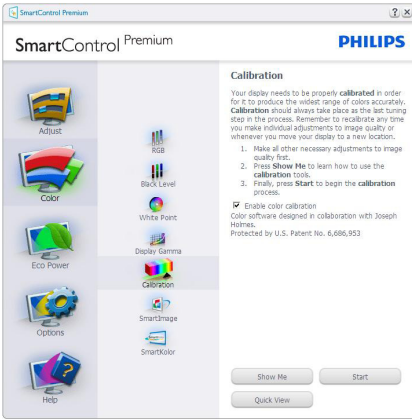 SmartControl Premium
SmartControl Premium
PHILIPS
Adjust
Color
Eco Power
Options
Help
RGB
Black Level
White Point
Display Gamma
Calibration
SmartImage
SmartKolor
Calibration
Your display needs to be properly calibrated in order
for it to produce the widest range of colors accurately.
Calibration should always take place as the last tuning
step in the process. Remember to recalibrate any time
you make individual adjustments to image quality or
whenever you move your display to a new location.
1. Make all other necessary adjustments to image
quality first.
2. Press Show Me to learn how to use the
calibration tools.
3. Finally, press Start to begin the calibration
process.
Enable color calibration
Color software designed in collaboration with Joseph
Holmes.
Protected by U.S. Patent No. 6,686,953
Show Me
Start
Quick View